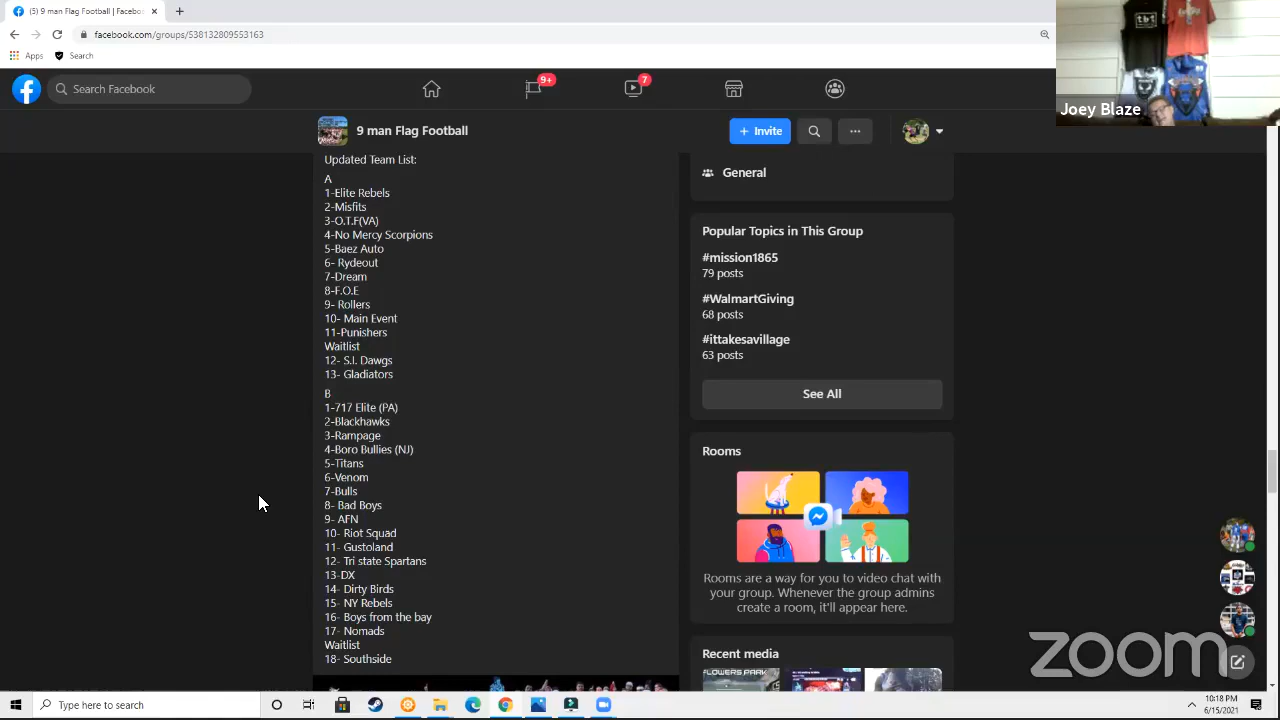 (5) 9 man Flag Football | Faceboo
facebook.com/groups/538132809553163
Apps
Search
tbt
Joey Blaze
Search Facebook
9+
7
9 man Flag Football
+ Invite
Updated Team List:
A
1-Elite Rebels
2-Misfits
3-O.T.F(VA)
4-No Mercy Scorpions
5-Baez Auto
6- Rydeout
7-Dream
8-F.O.E
9- Rollers
10- Main Event
11-Punishers
Waitlist
12- S.I. Dawgs
13- Gladiators
B
1-717 Elite (PA)
2-Blackhawks
3-Rampage
4-Boro Bullies (NJ)
5-Titans
6-Venom
7-Bulls
8- Bad Boys
9- AFN
10- Riot Squad
11- Gustoland
12- Tri state Spartans
13-DX
14- Dirty Birds
15- NY Rebels
16- Boys from the bay
17- Nomads
Waitlist
18- Southside
General
Popular Topics in This Group
#mission1865
79 posts
#WalmartGiving
68 posts
#ittakesavillage
63 posts
See All
Rooms
Rooms are a way for you to video chat with
your group. Whenever the group admins
create a room, it'll appear here.
Recent media
FLOWERS PARK
zoom
Type here to search
10:18 PM
6/15/2021